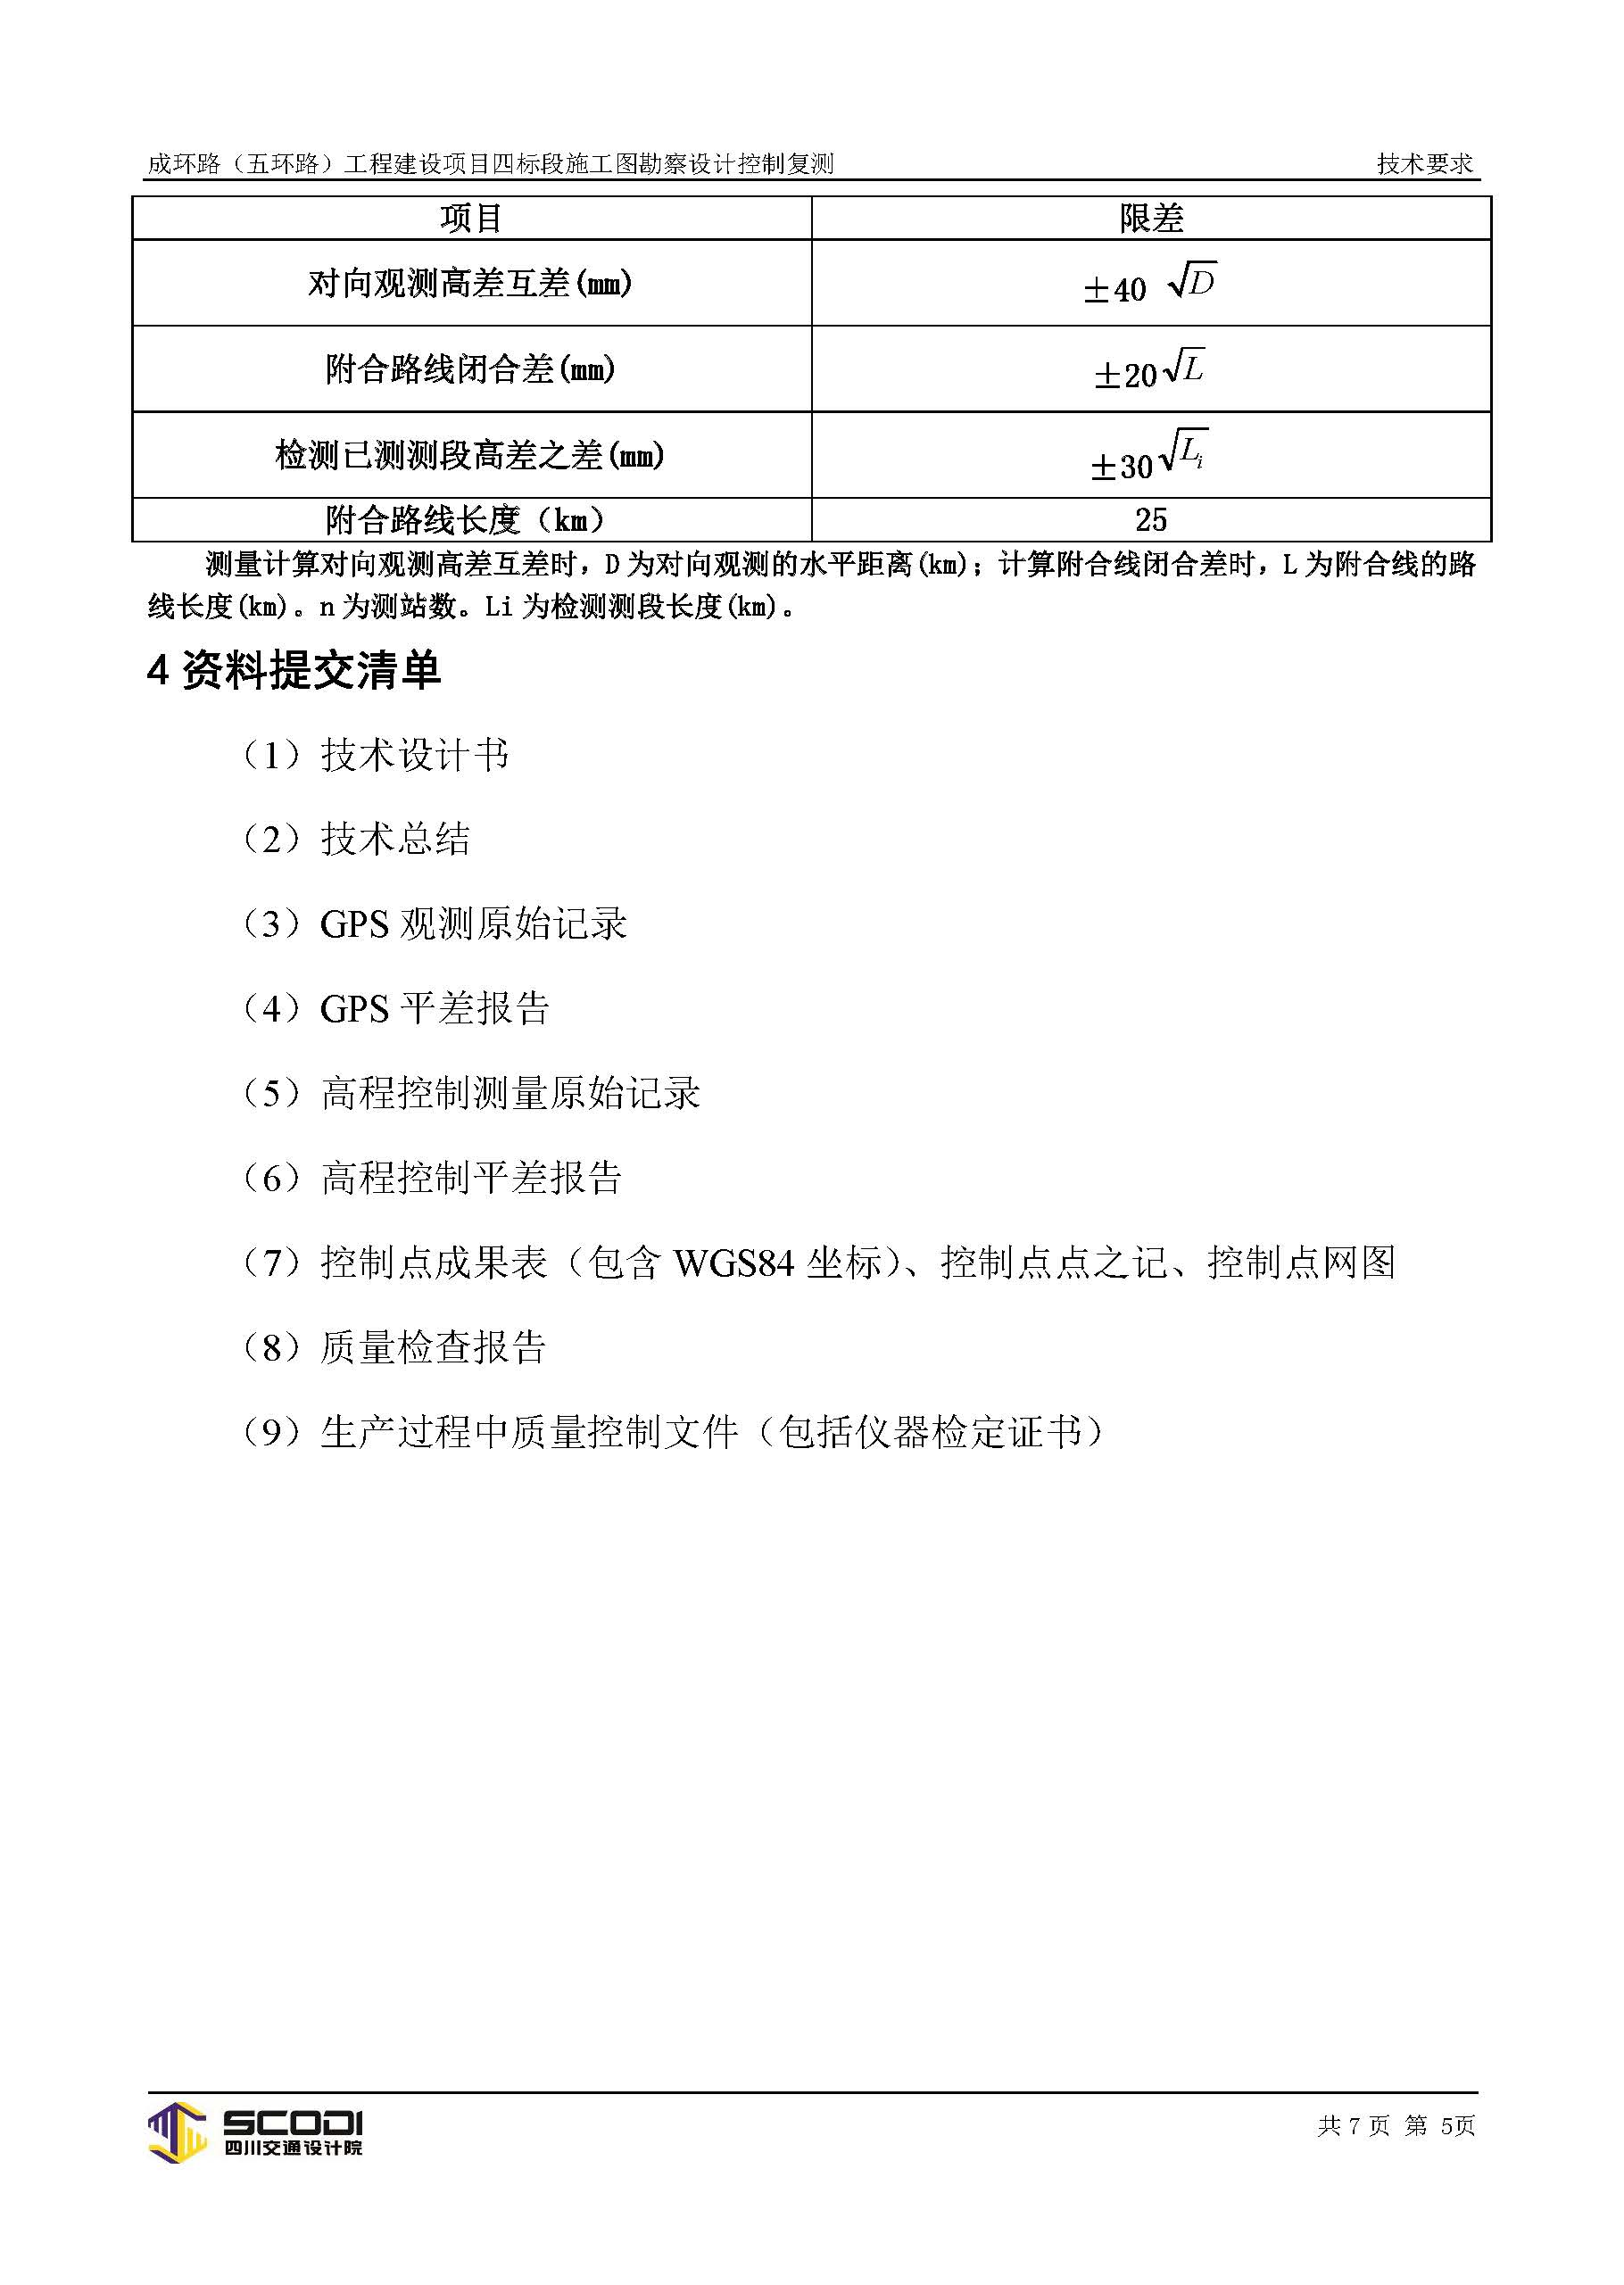 成环路（五环路）工程建设项目四标段施工图勘察设计控制复测 技术要求
项目 限差
对向观测高差互差(mm) ±40 √D
附合路线闭合差(mm) ±20√L
检测已测测段高差之差(mm) ±30√Li
附合路线长度（km） 25
测量计算对向观测高差互差时，D 为对向观测的水平距离(km)；计算附合线闭合差时，L 为附合线的路
线长度(km)。n 为测站数。Li 为检测测段长度(km)。
4 资料提交清单
（1）技术设计书
（2）技术总结
（3）GPS 观测原始记录
（4）GPS 平差报告
（5）高程控制测量原始记录
（6）高程控制平差报告
（7）控制点成果表（包含 WGS84 坐标）、控制点点之记、控制点网图
（8）质量检查报告
（9）生产过程中质量控制文件（包括仪器检定证书）
SCODI
四川交通设计院
共 7 页 第 5页